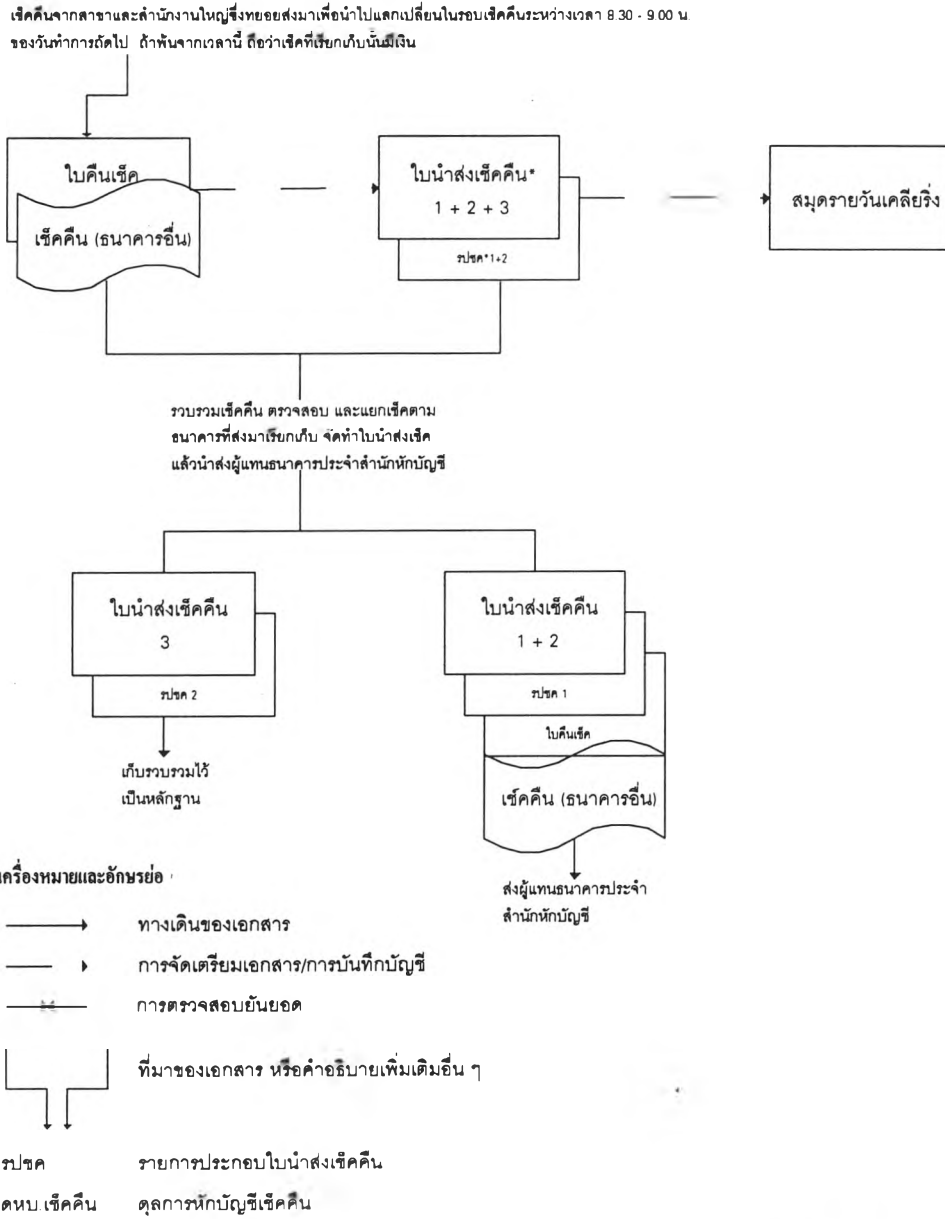 เช็คคืนจากสาขาและสำนักงานใหญ่ซึ่งทยอยส่งมาเพื่อนำไปแลกเปลี่ยนในรอบเช็คคืนระหว่างเวลา 8.30 - 9.00 น.
ของวันทำการถัดไป ถ้าพ้นจากเวลานี้ ถือว่าเช็คที่เรียกเก็บนั้นมีเงิน
ใบคืนเช็ค
เช็คคืน (ธนาคารอื่น)
ใบนำส่งเช็คคืน*
1 + 2 + 3
รปชค*1+2
สมุดรายวันเคลียริ่ง
รวบรวมเช็คคืน ตรวจสอบ และแยกเช็คตาม
ธนาคารที่ส่งมาเรียกเก็บ จัดทำใบนำส่งเช็ค
แล้วนำส่งผู้แทนธนาคารประจำสำนักหักบัญชี
ใบนำส่งเช็คคืน
3
รปชค 2
เก็บรวบรวมไว้
เป็นหลักฐาน
ใบนำส่งเช็คคืน
1 + 2
รปชค 1
ใบคืนเช็ค
เช็คคืน (ธนาคารอื่น)
ส่งผู้แทนธนาคารประจำ
สำนักหักบัญชี
เครื่องหมายและอักษรย่อ
ทางเดินของเอกสาร
การจัดเตรียมเอกสาร/การบันทึกบัญชี
การตรวจสอบยันยอด
ที่มาของเอกสาร หรือคำอธิบายเพิ่มเติมอื่น ๆ
รปชค รายการประกอบใบนำส่งเช็คคืน
ดหบ.เช็คคืน ดุลการหักบัญชีเช็คคืน